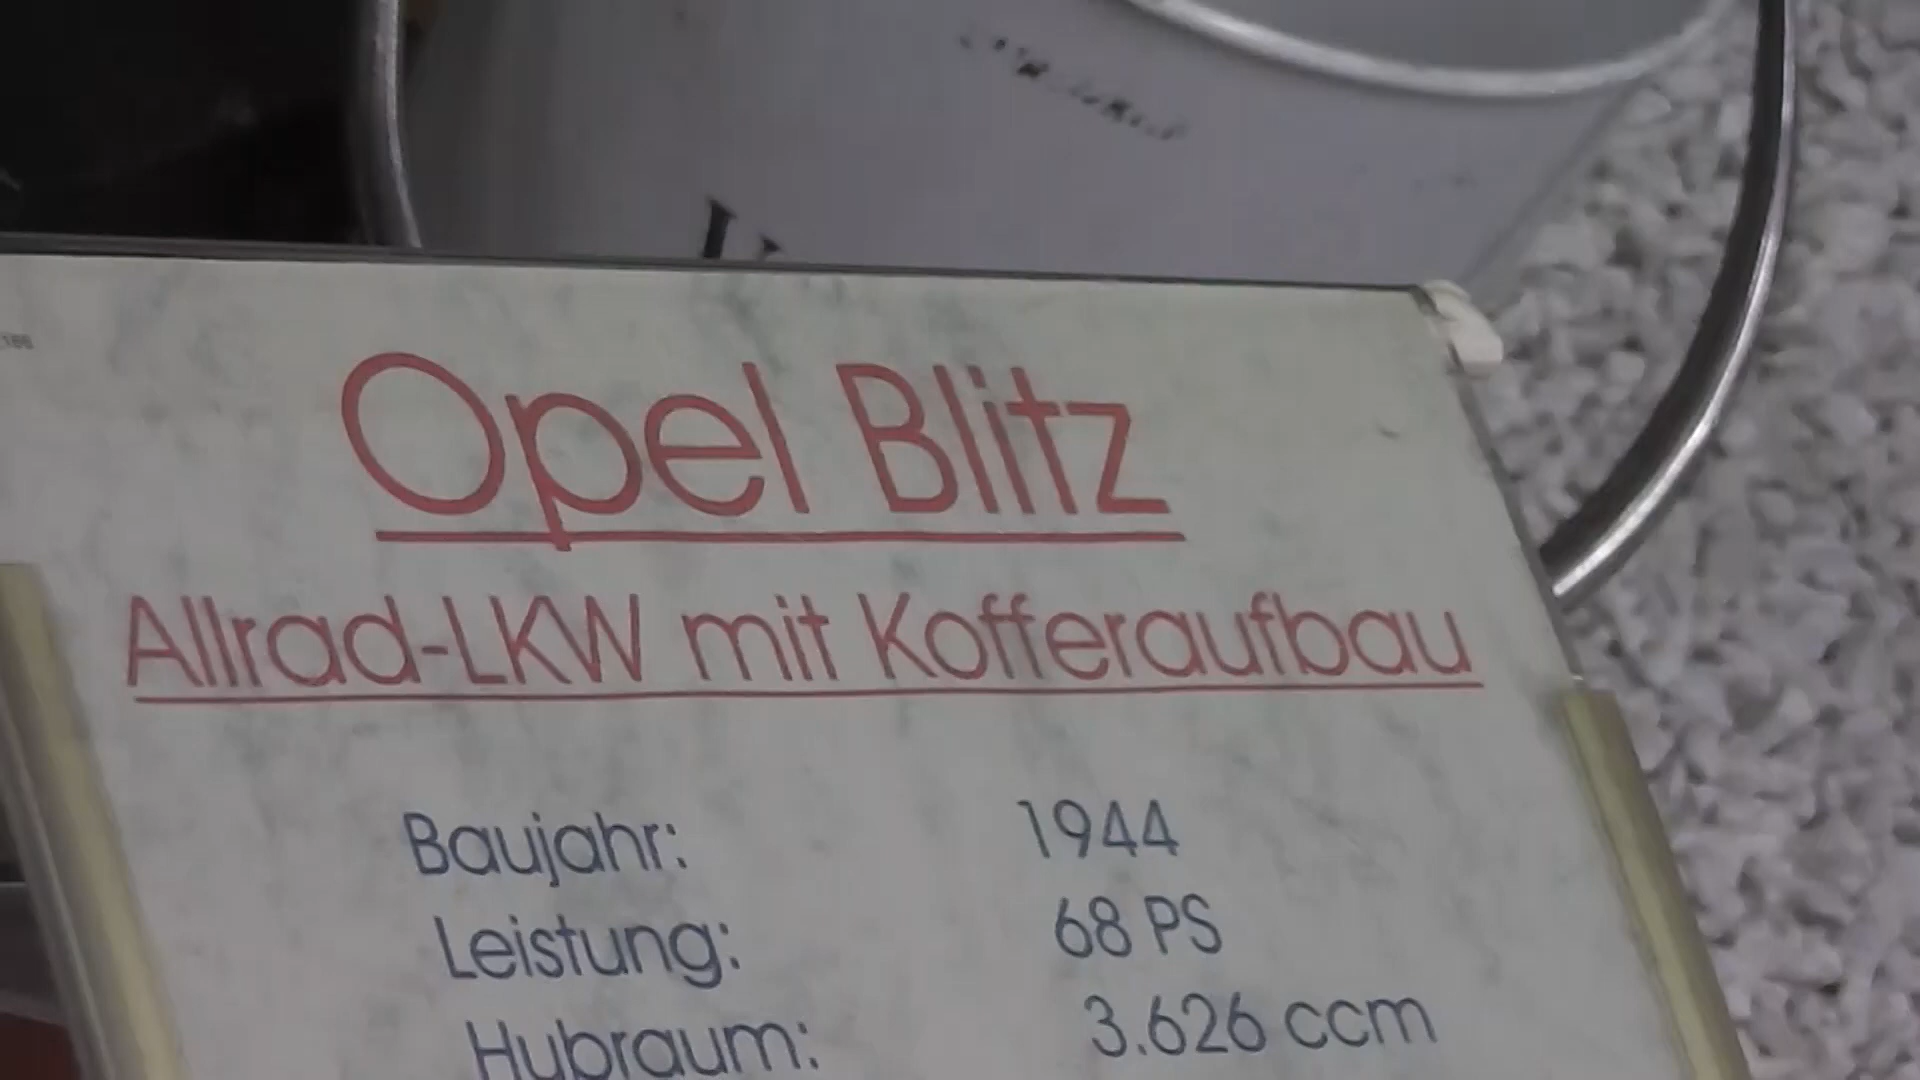 Opel Blitz
Allrad-LKW mit Kofferaufbau
Baujahr: 1944
Leistung: 68 PS
Hubraum: 3.626 ccm